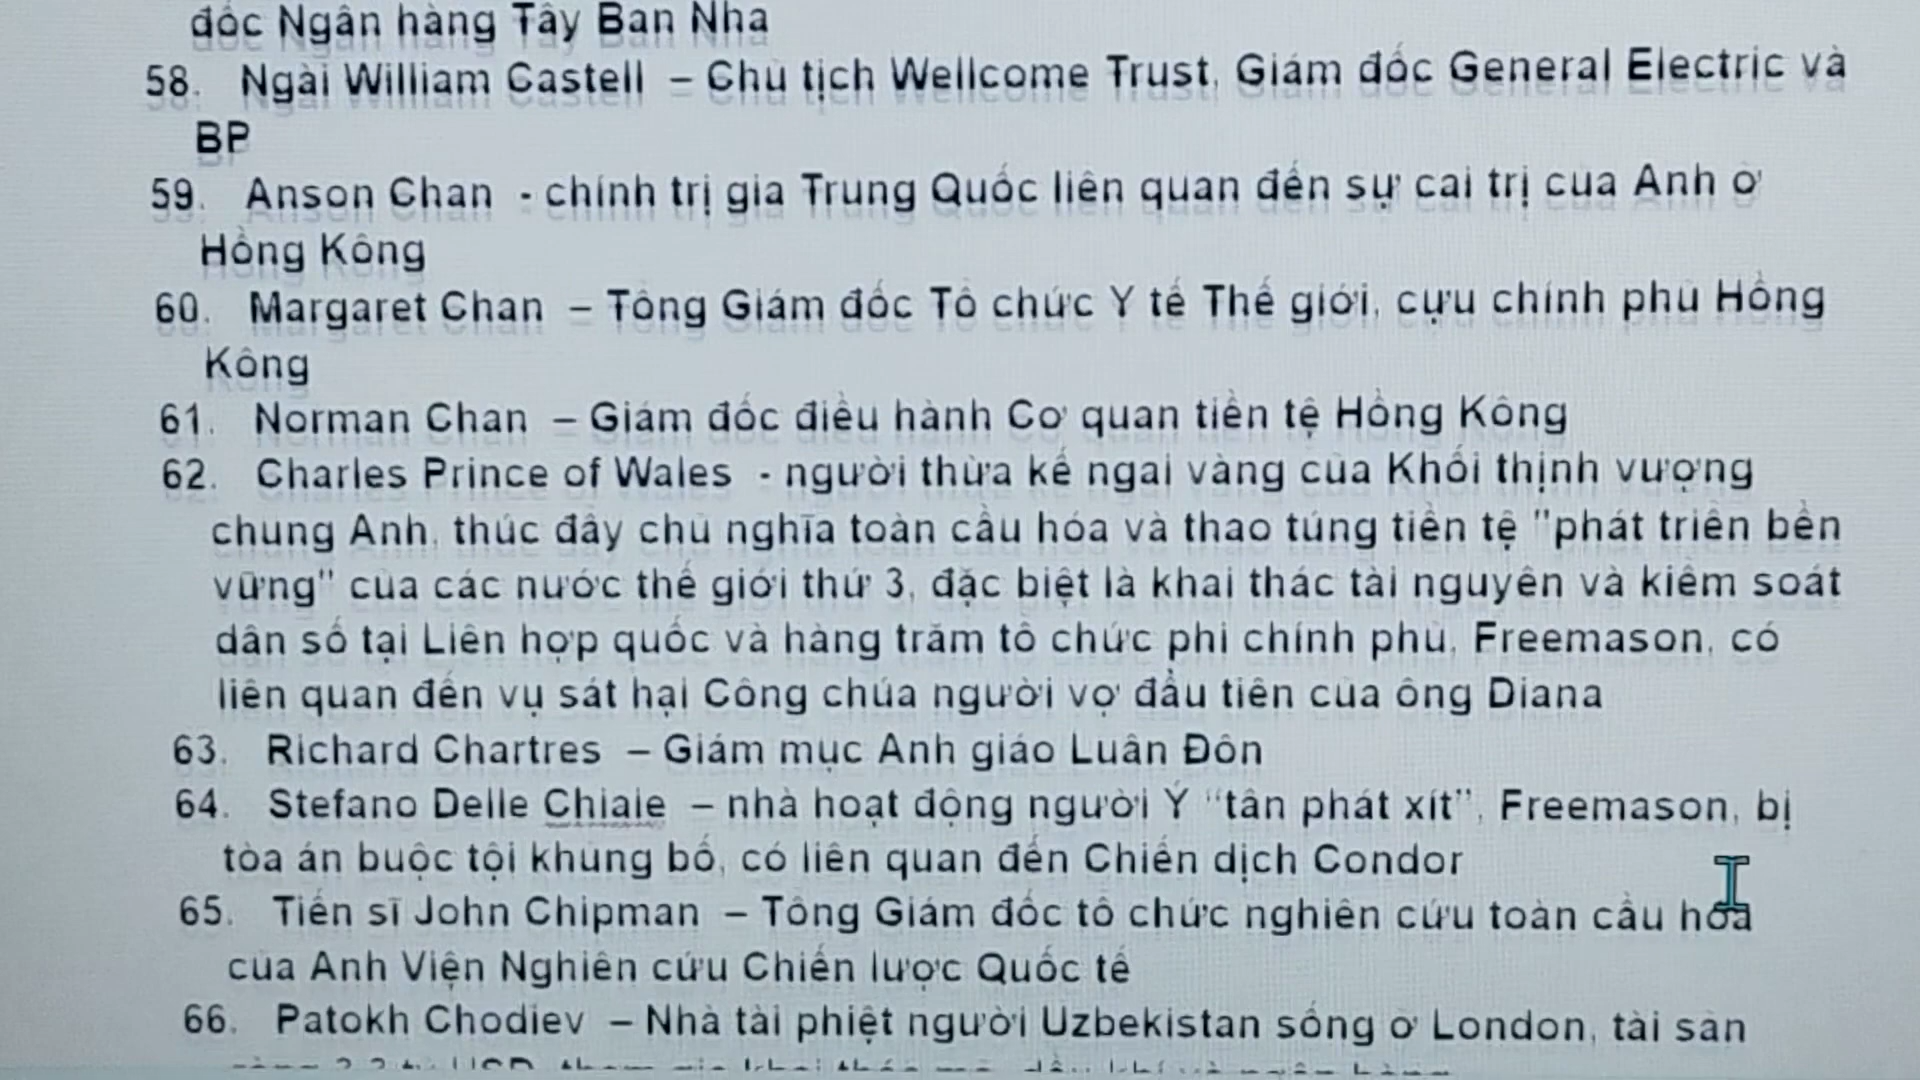 đốc Ngân hàng Tây Ban Nha
58. Ngài William Castell – Chủ tịch Wellcome Trust, Giám đốc General Electric và
BP
59. Anson Chan - chính trị gia Trung Quốc liên quan đến sự cai trị của Anh ở
Hồng Kông
60. Margaret Chan – Tổng Giám đốc Tổ chức Y tế Thế giới, cựu chính phủ Hồng
Kông
61. Norman Chan – Giám đốc điều hành Cơ quan tiền tệ Hồng Kông
62. Charles Prince of Wales - người thừa kế ngai vàng của Khối thịnh vượng
chung Anh, thúc đẩy chủ nghĩa toàn cầu hóa và thao túng tiền tệ "phát triển bền
vững" của các nước thế giới thứ 3, đặc biệt là khai thác tài nguyên và kiểm soát
dân số tại Liên hợp quốc và hàng trăm tổ chức phi chính phủ, Freemason, có
liên quan đến vụ sát hại Công chúa người vợ đầu tiên của ông Diana
63. Richard Chartres – Giám mục Anh giáo Luân Đôn
64. Stefano Delle Chiaie – nhà hoạt động người Ý “tân phát xít”, Freemason, bị
tòa án buộc tội khủng bố, có liên quan đến Chiến dịch Condor
65. Tiến sĩ John Chipman – Tổng Giám đốc tổ chức nghiên cứu toàn cầu hóa
của Anh Viện Nghiên cứu Chiến lược Quốc tế
66. Patokh Chodiev – Nhà tài phiệt người Uzbekistan sống ở London, tài sản